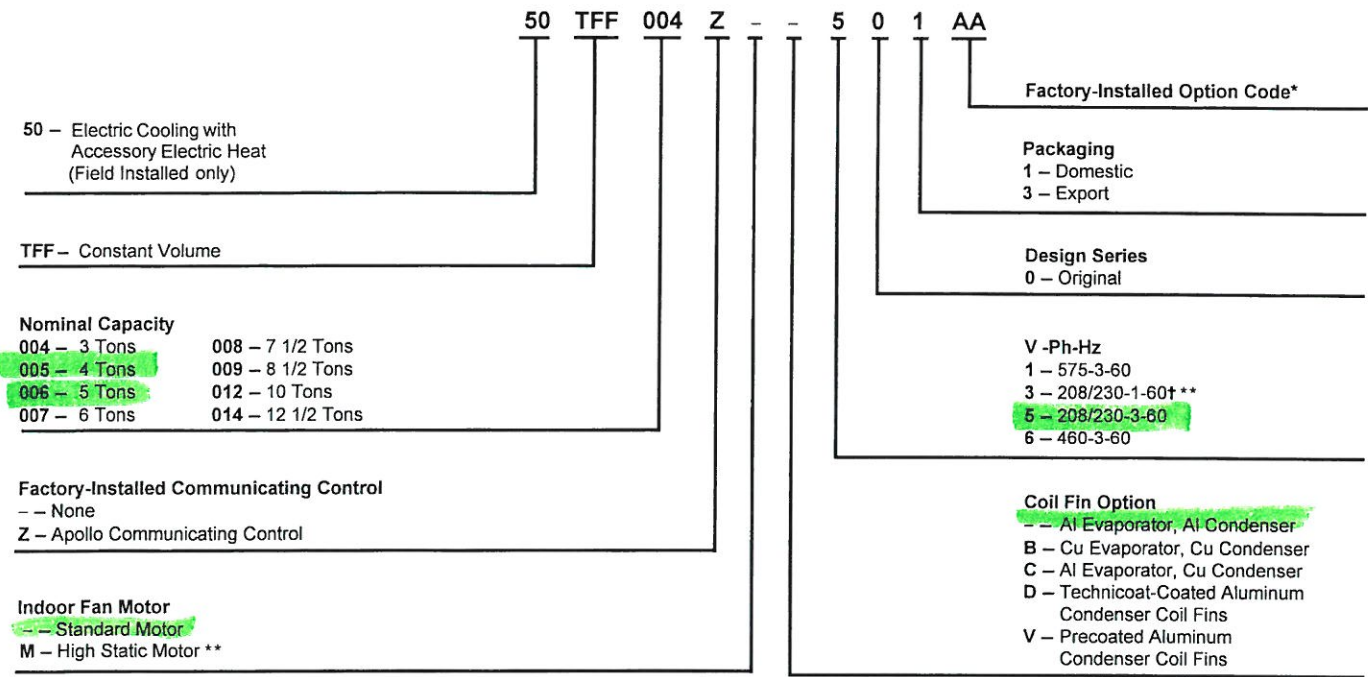 50 TFF 004 Z – – 5 0 1 AA
50 – Electric Cooling with
Accessory Electric Heat
(Field Installed only)
TFF – Constant Volume
Nominal Capacity
004 – 3 Tons 008 – 7 1/2 Tons
005 – 4 Tons 009 – 8 1/2 Tons
006 – 5 Tons 012 – 10 Tons
007 – 6 Tons 014 – 12 1/2 Tons
Factory-Installed Communicating Control
– – None
Z – Apollo Communicating Control
Indoor Fan Motor
– – Standard Motor
M – High Static Motor **
Factory-Installed Option Code*
Packaging
1 – Domestic
3 – Export
Design Series
0 – Original
V -Ph-Hz
1 – 575-3-60
3 – 208/230-1-60† **
5 – 208/230-3-60
6 – 460-3-60
Coil Fin Option
– – Al Evaporator, Al Condenser
B – Cu Evaporator, Cu Condenser
C – Al Evaporator, Cu Condenser
D – Technicoat-Coated Aluminum
Condenser Coil Fins
V – Precoated Aluminum
Condenser Coil Fins